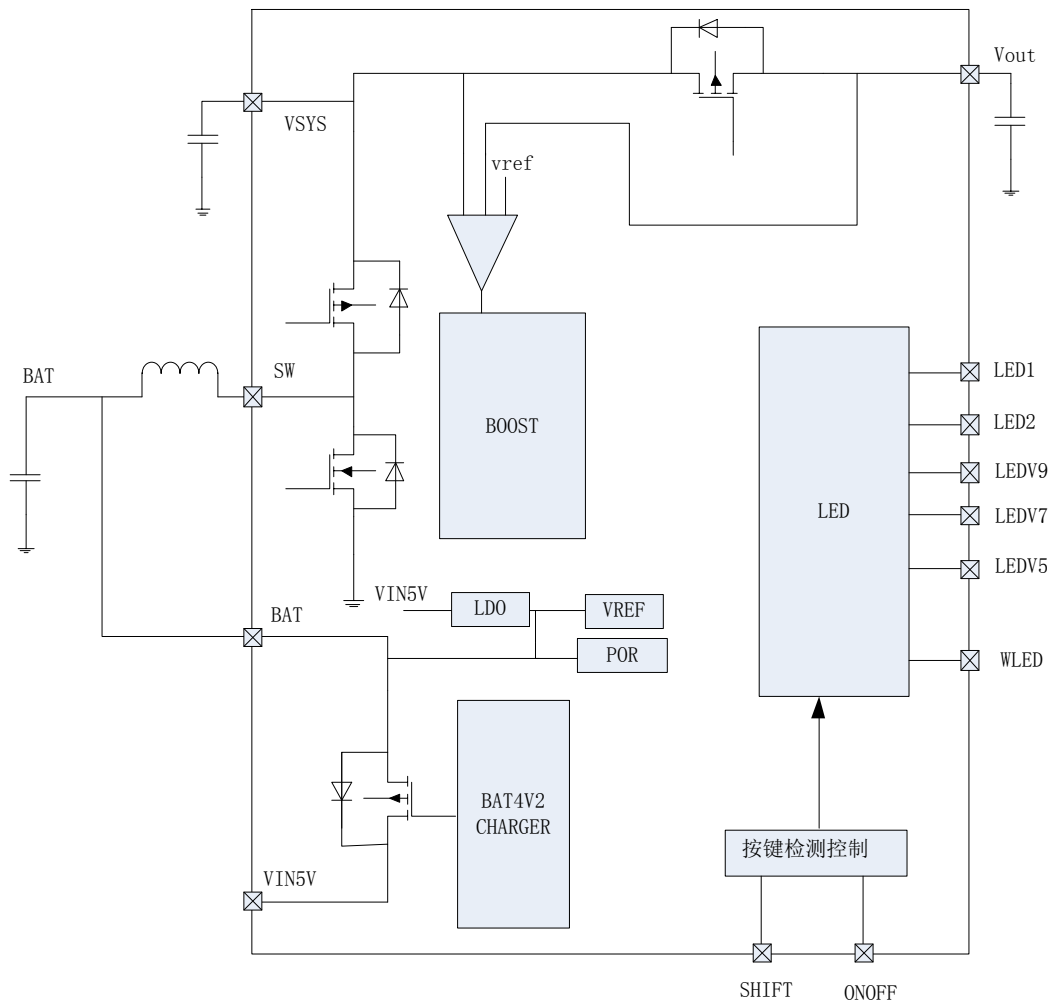 Vout
VSYS
vref
SW
BAT
LED1
LED2
BOOST
LEDV9
LED
LEDV7
LEDV5
VIN5V
LDO
VREF
BAT
POR
WLED
BAT4V2
CHARGER
按键检测控制
VIN5V
SHIFT
ONOFF